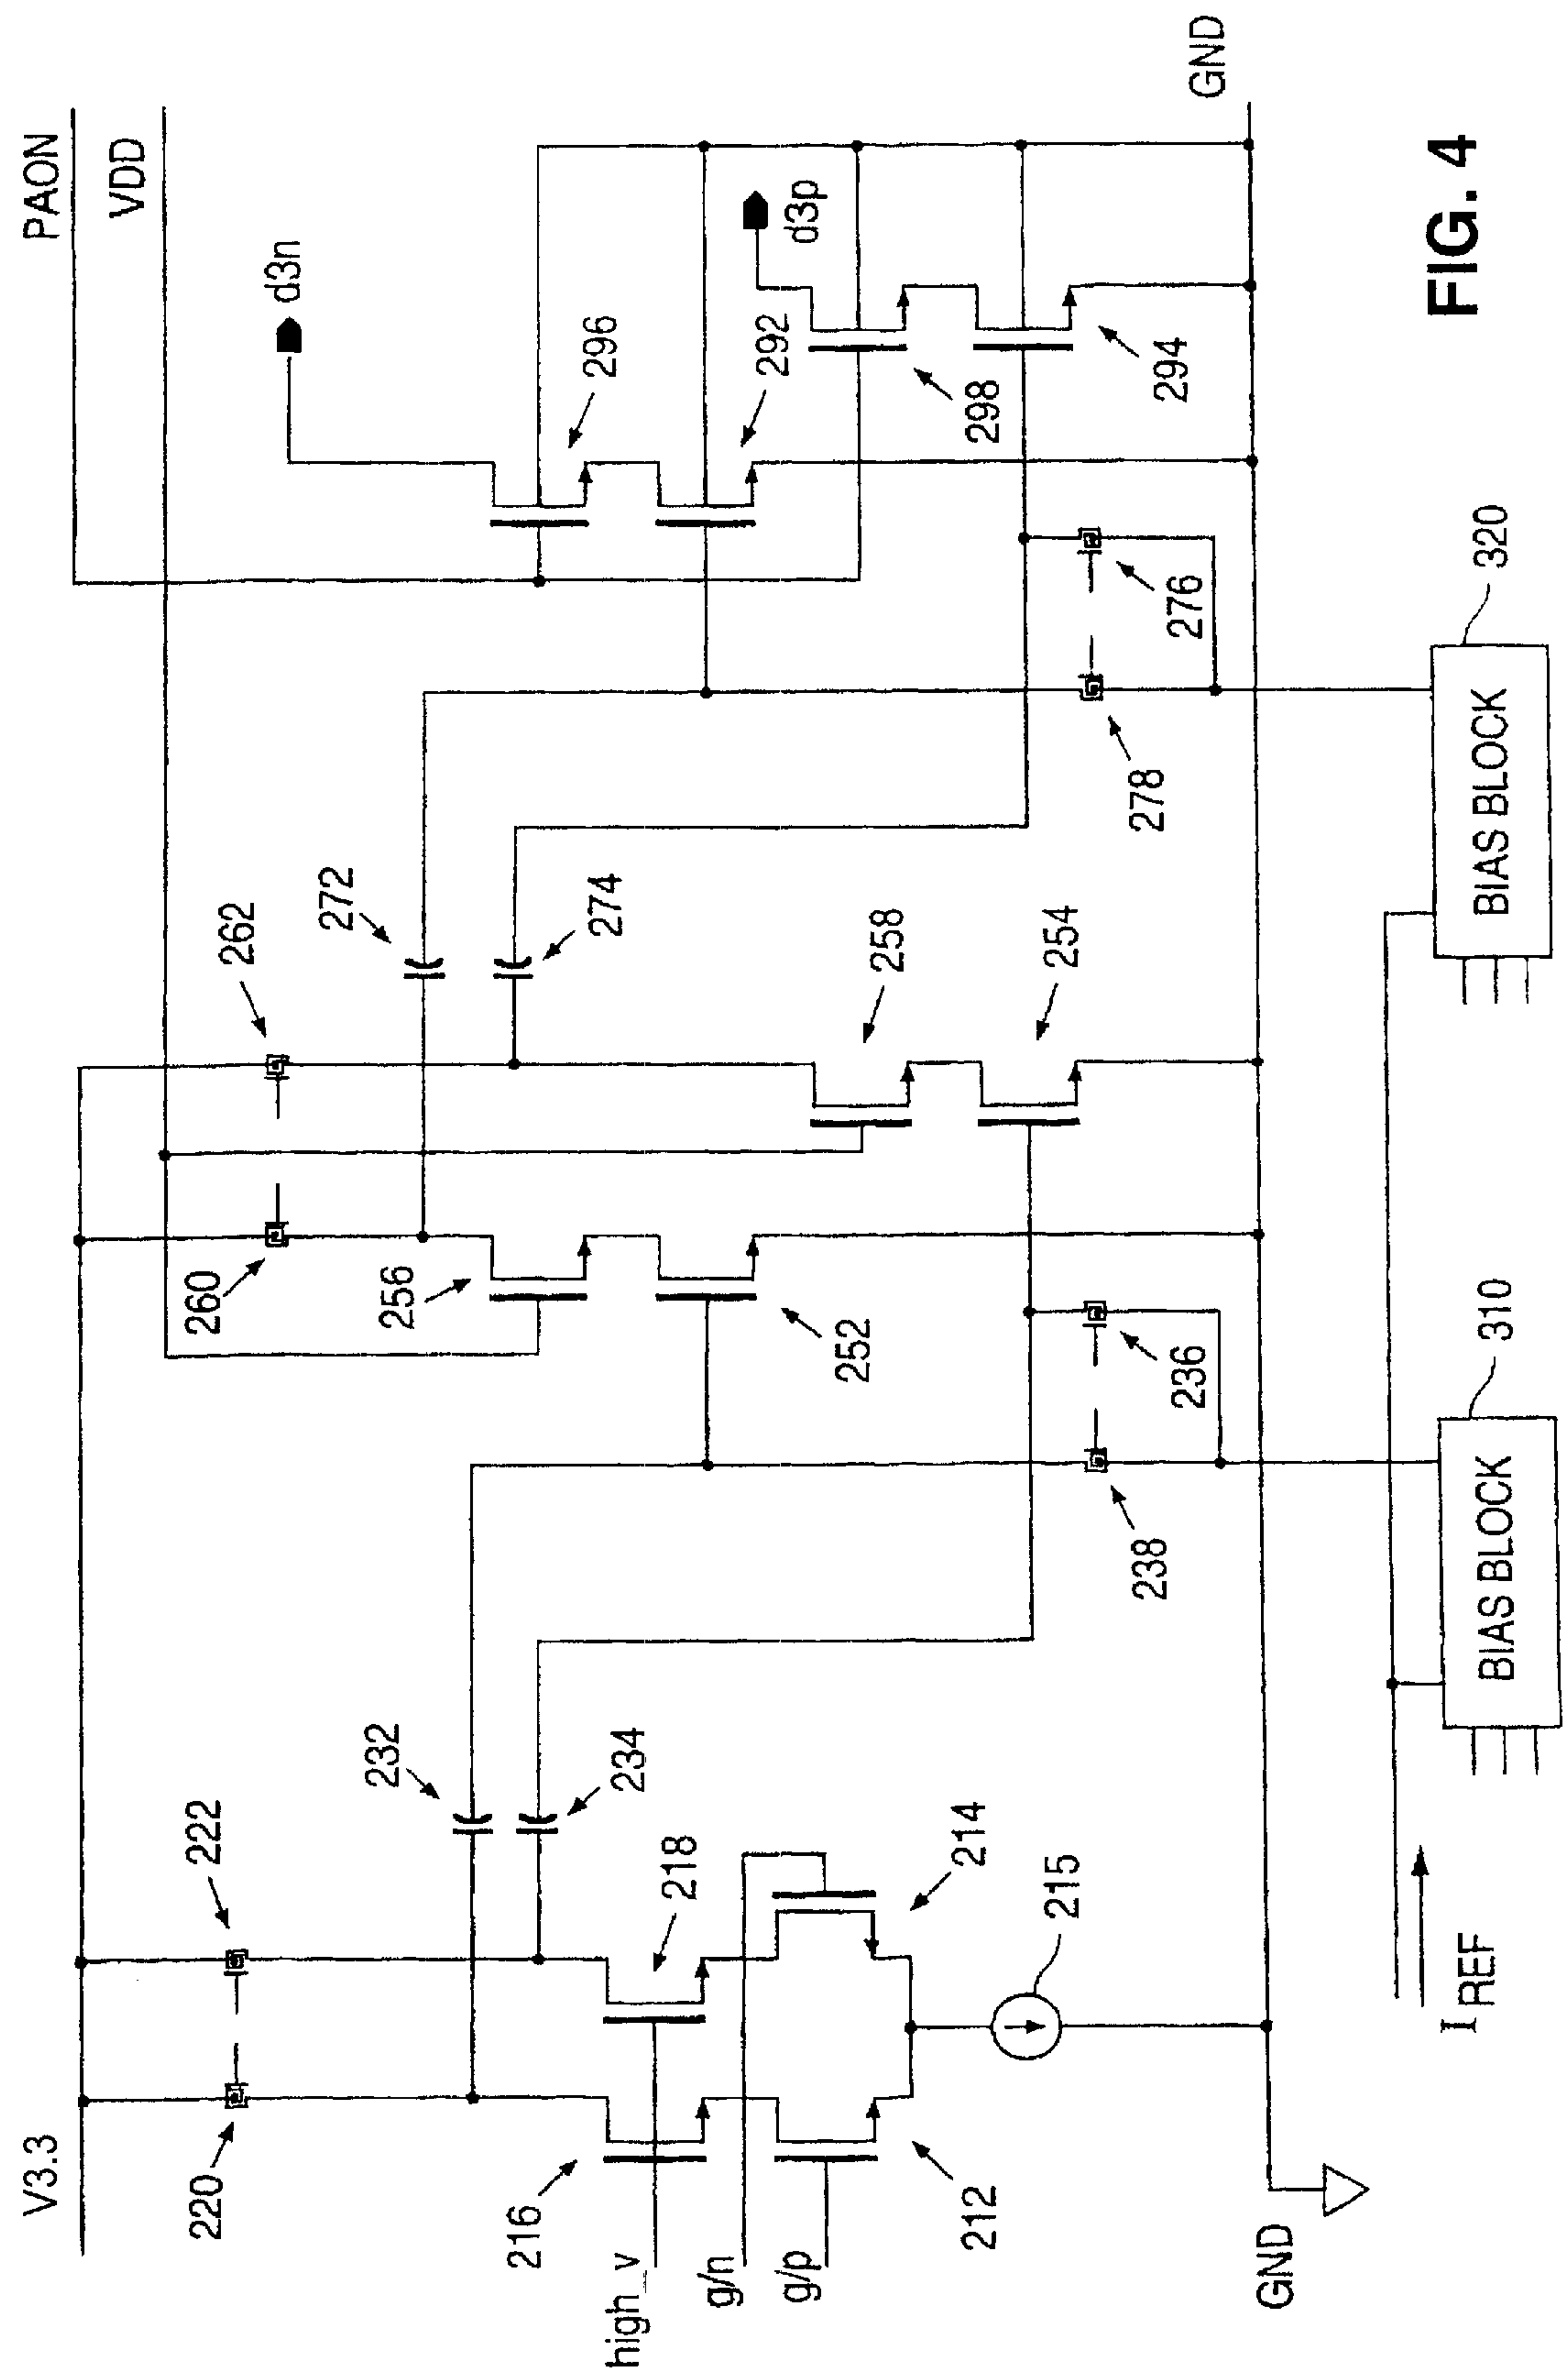 V3.3
PAON
VDD
220
222
260
262
d3n
232
234
272
274
296
292
d3p
216
218
256
252
258
254
298
294
high_v
g/n
g/p
212
214
215
238
236
278
276
GND
GND
IREF
BIAS BLOCK
310
BIAS BLOCK
320
FIG. 4